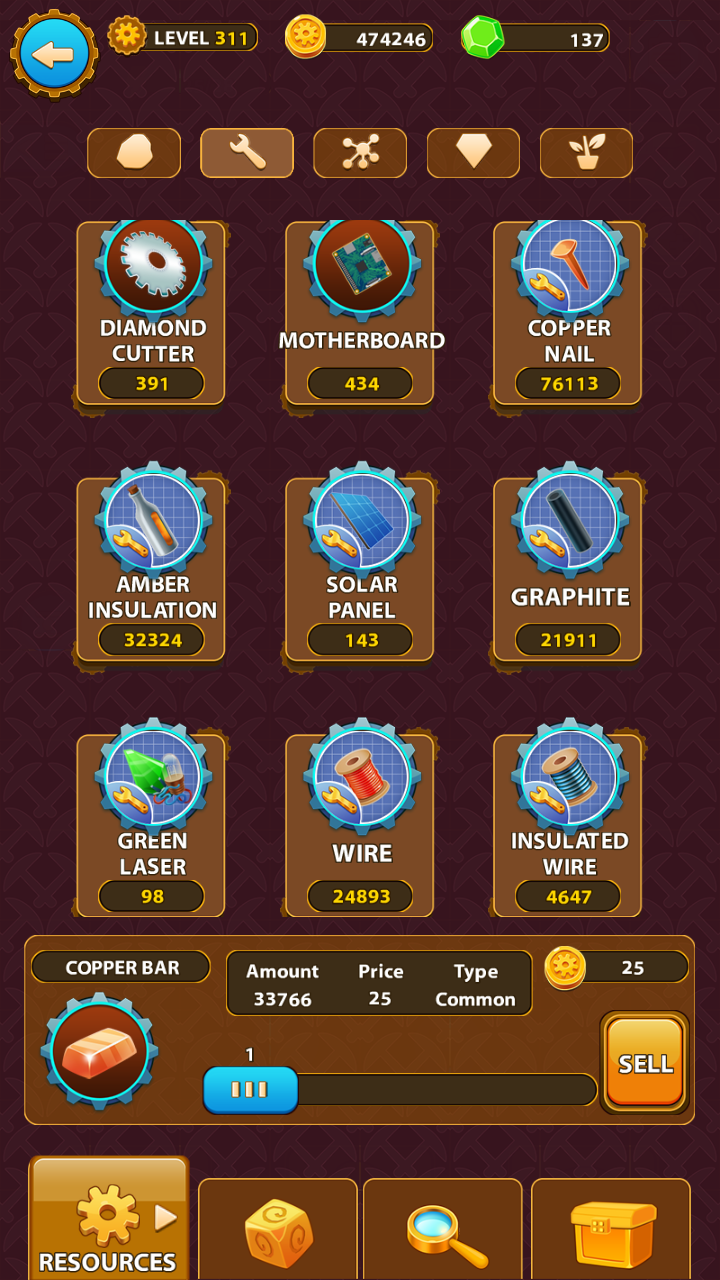 LEVEL 311
474246
137
DIAMOND
CUTTER
391
MOTHERBOARD
434
COPPER
NAIL
76113
AMBER
INSULATION
32324
SOLAR
PANEL
143
GRAPHITE
21911
GREEN
LASER
98
WIRE
24893
INSULATED
WIRE
4647
COPPER BAR
Amount Price Type
33766 25 Common
25
1
SELL
RESOURCES